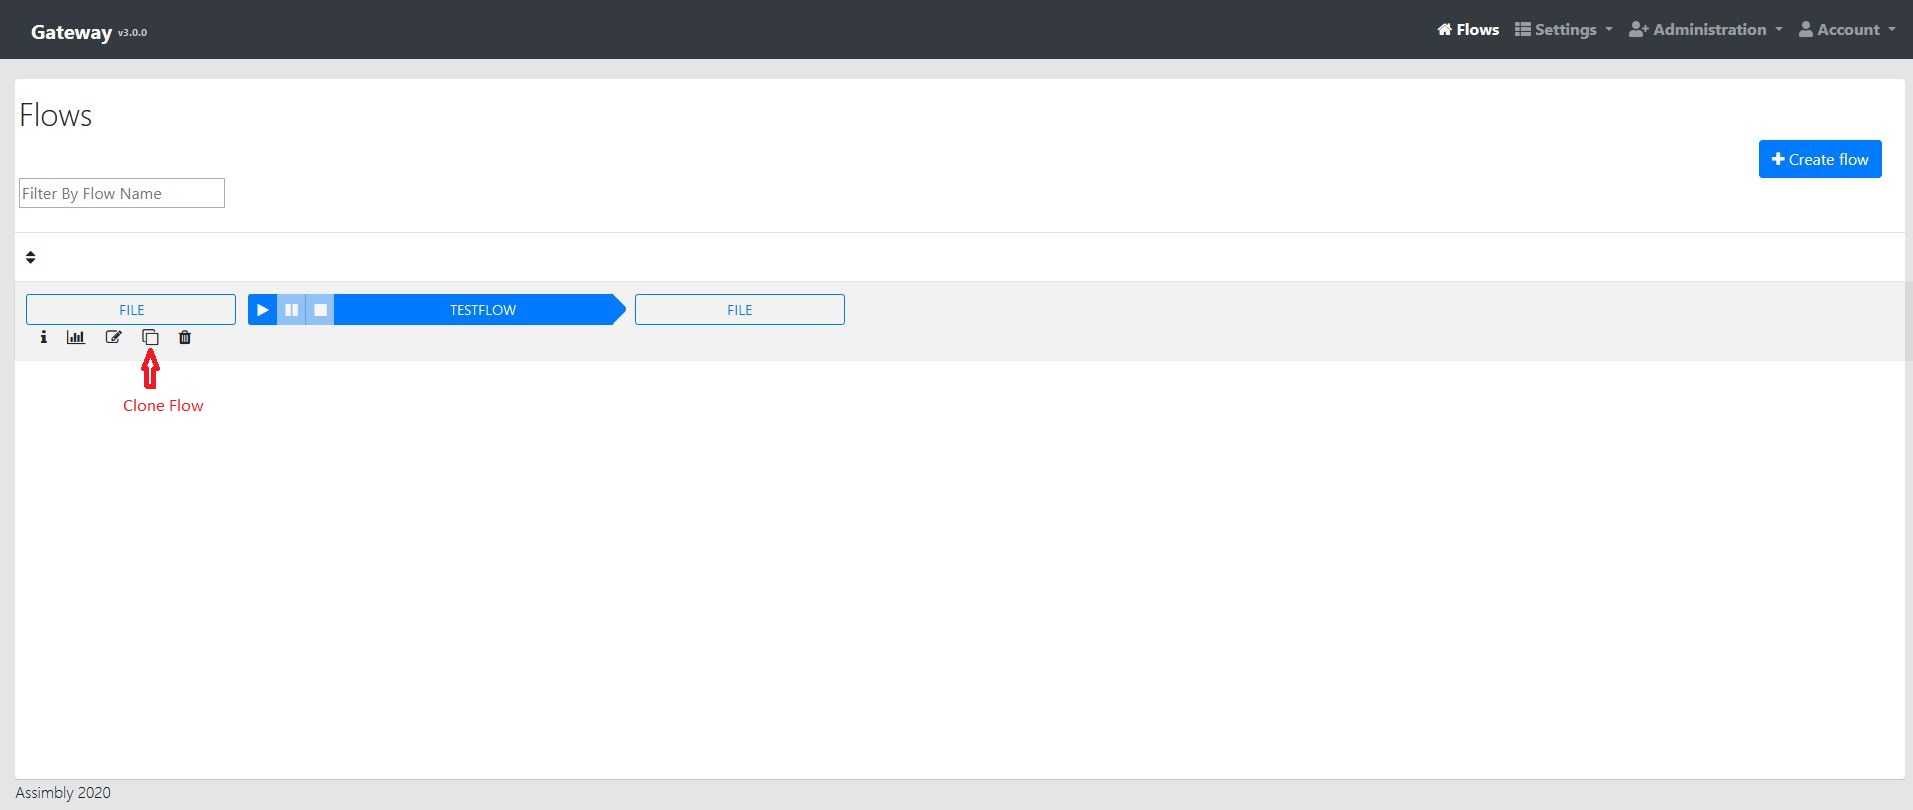 Gateway v3.0.0
Flows Settings Administration Account
Flows
Create flow
Filter By Flow Name
FILE TESTFLOW FILE
Clone Flow
Assimbly 2020